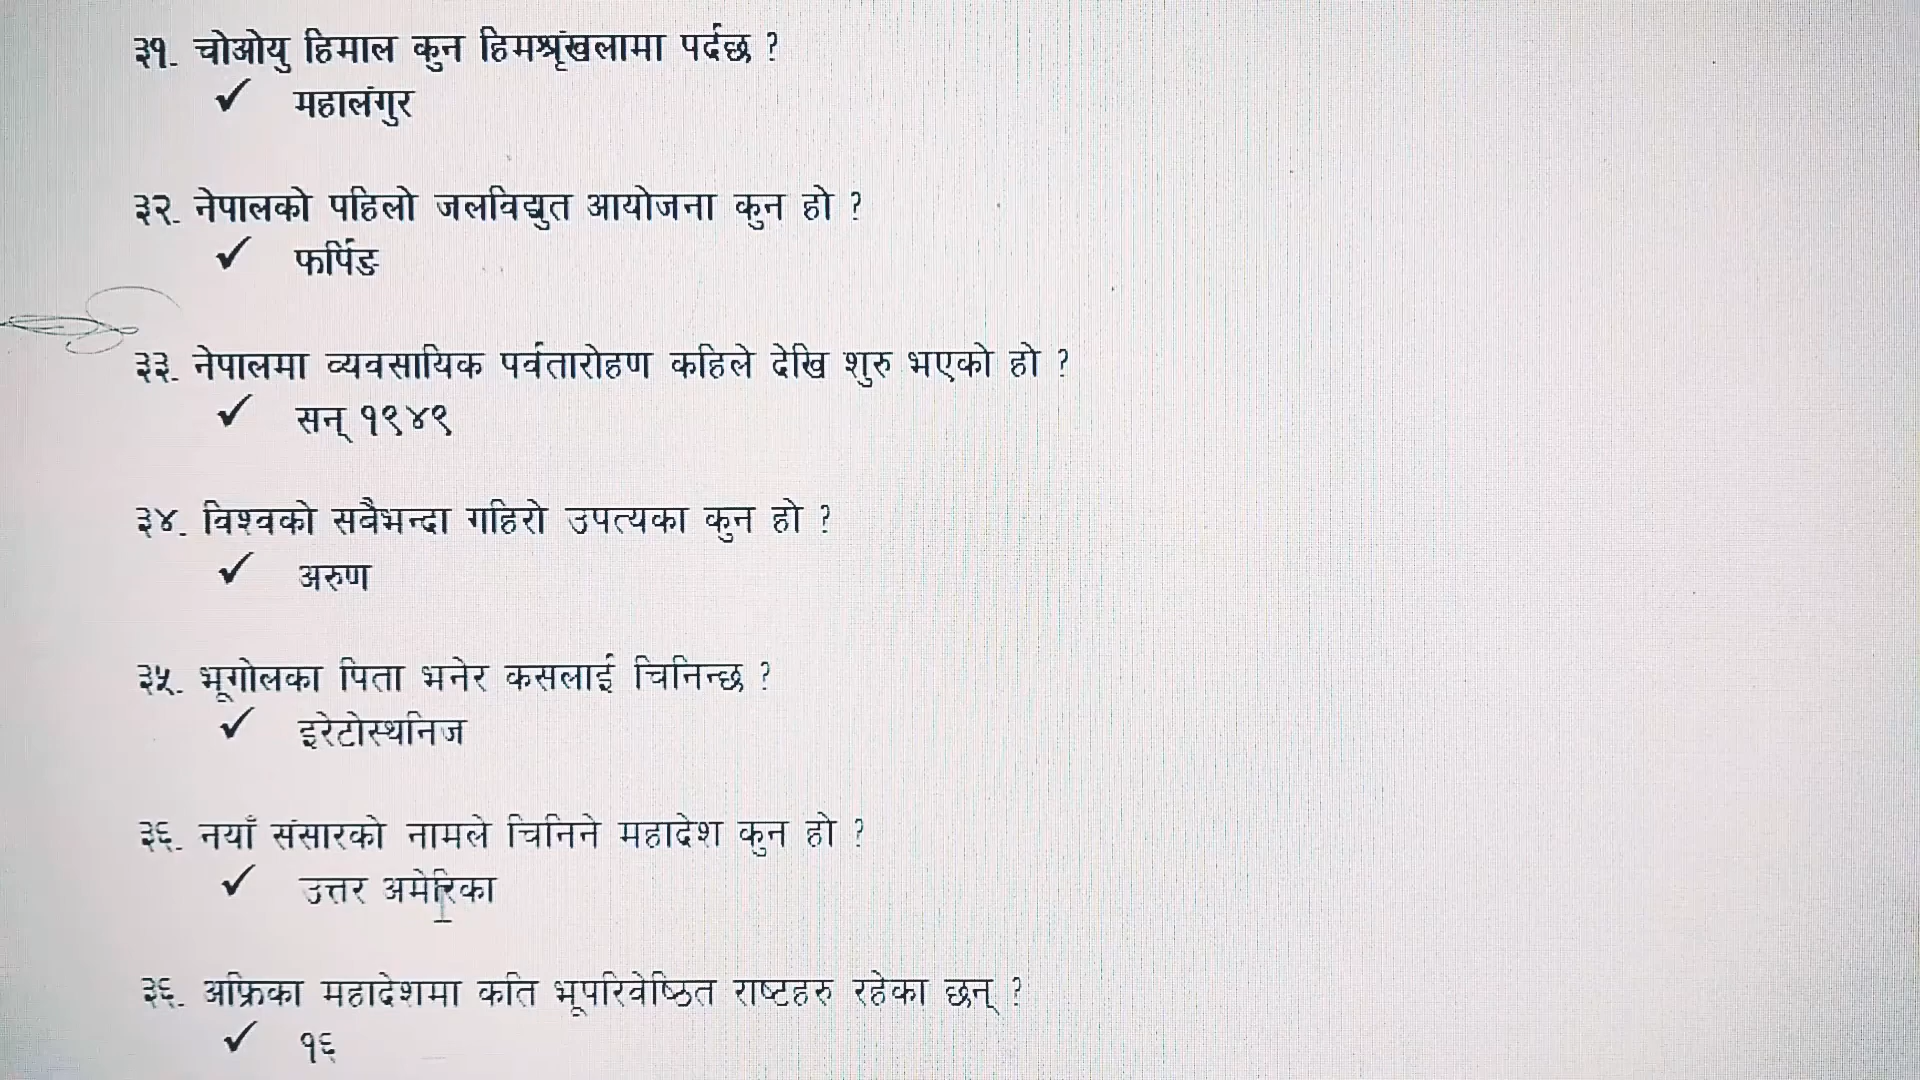 ३१. चोओयु हिमाल कुन हिमश्रृंखलामा पर्दछ ?
✓ महालंगुर
३२. नेपालको पहिलो जलविद्युत आयोजना कुन हो ?
✓ फर्पिङ
३३. नेपालमा व्यवसायिक पर्वतारोहण कहिले देखि शुरु भएको हो ?
✓ सन् १९४९
३४. विश्वको सवैभन्दा गहिरो उपत्यका कुन हो ?
✓ अरुण
३५. भूगोलका पिता भनेर कसलाई चिनिन्छ ?
✓ इरेटोस्थनिज
३६. नयाँ संसारको नामले चिनिने महादेश कुन हो ?
✓ उत्तर अमेरिका
३६. अफ्रिका महादेशमा कति भूपरिवेष्ठित राष्टहरु रहेका छन् ?
✓ १६